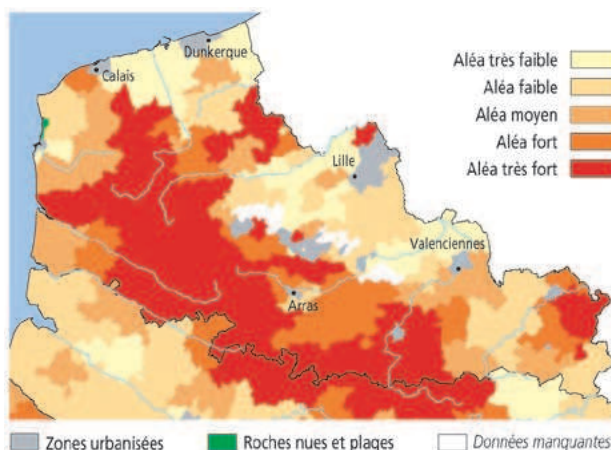 Dunkerque
Calais
Lille
Valenciennes
Arras
Aléa très faible
Aléa faible
Aléa moyen
Aléa fort
Aléa très fort
Zones urbanisées
Roches nues et plages
Données manquantes